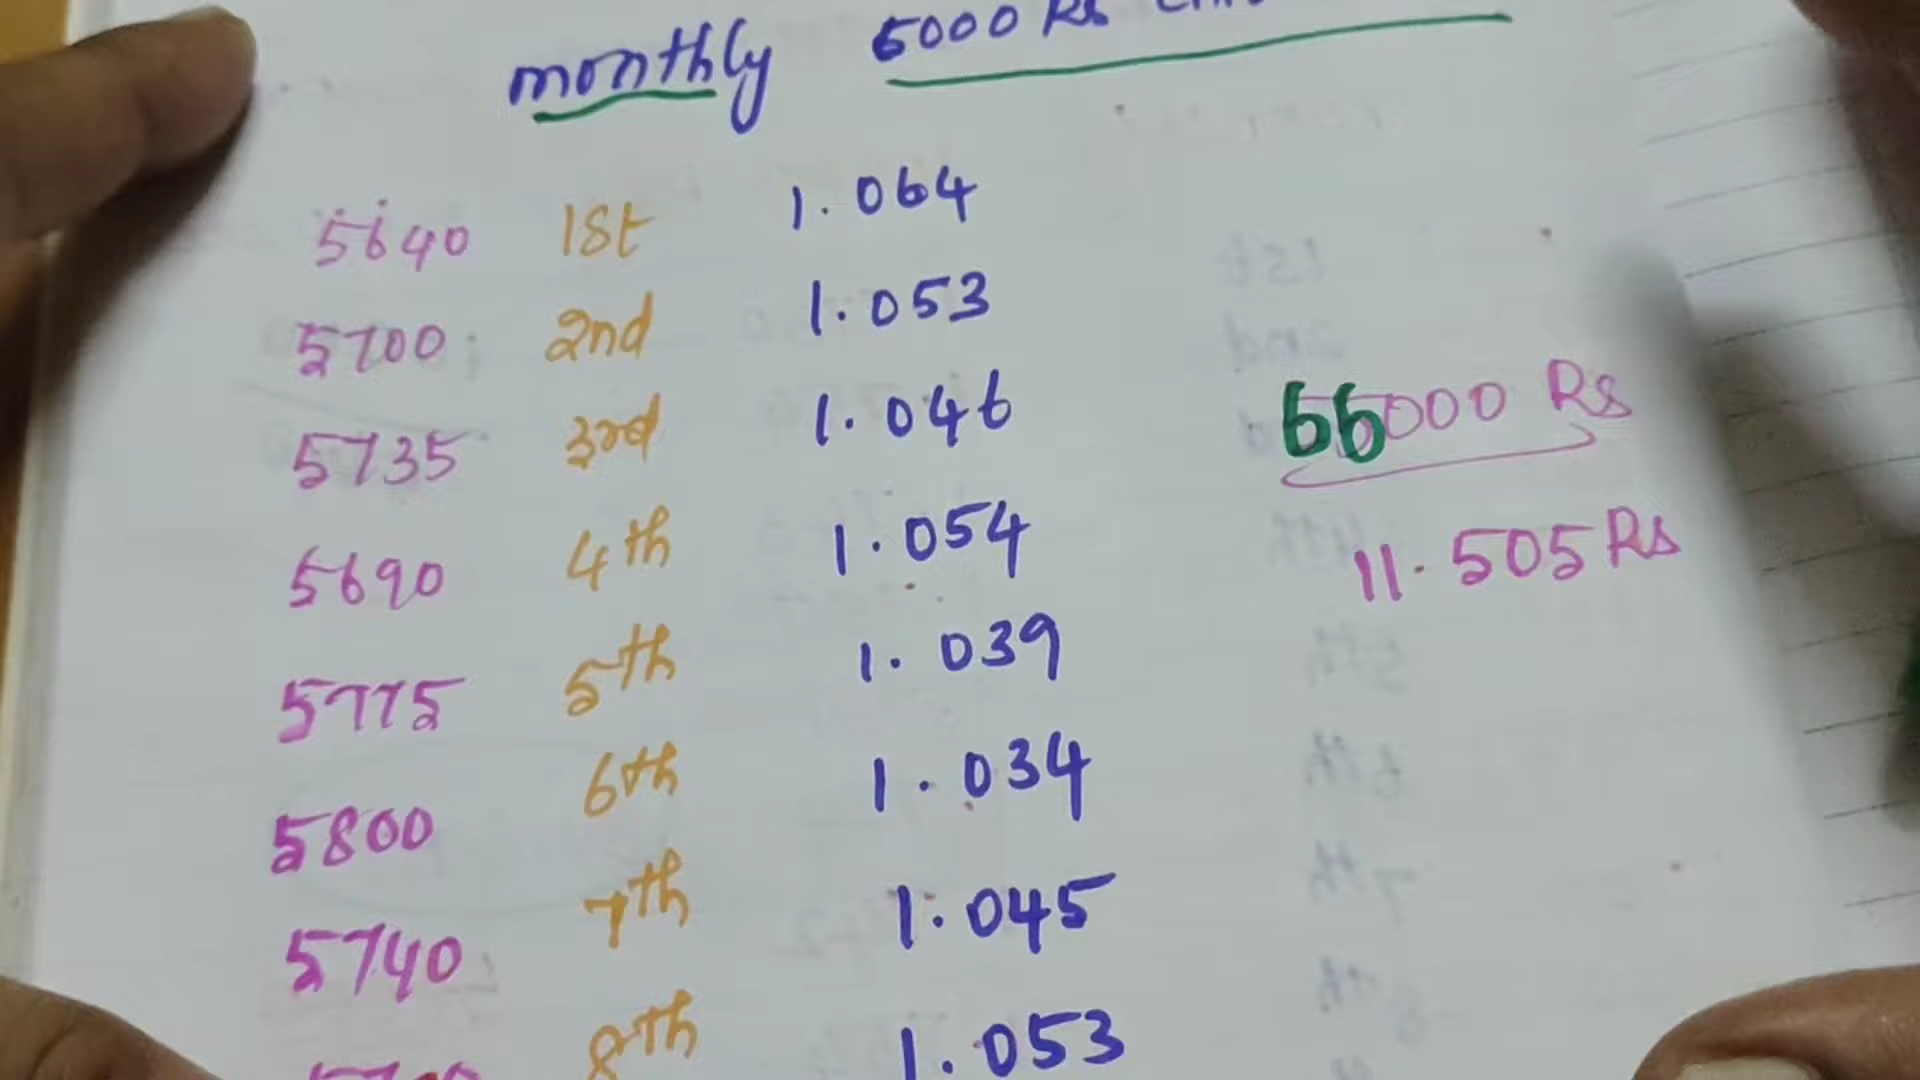 monthly 5000 Rs
5640 1st 1.064
5700 2nd 1.053
5735 3rd 1.046
55000 Rs
5690 4th 1.054
11.505 Rs
5775 5th 1.039
5800 6th 1.034
5740 7th 1.045
8th 1.053